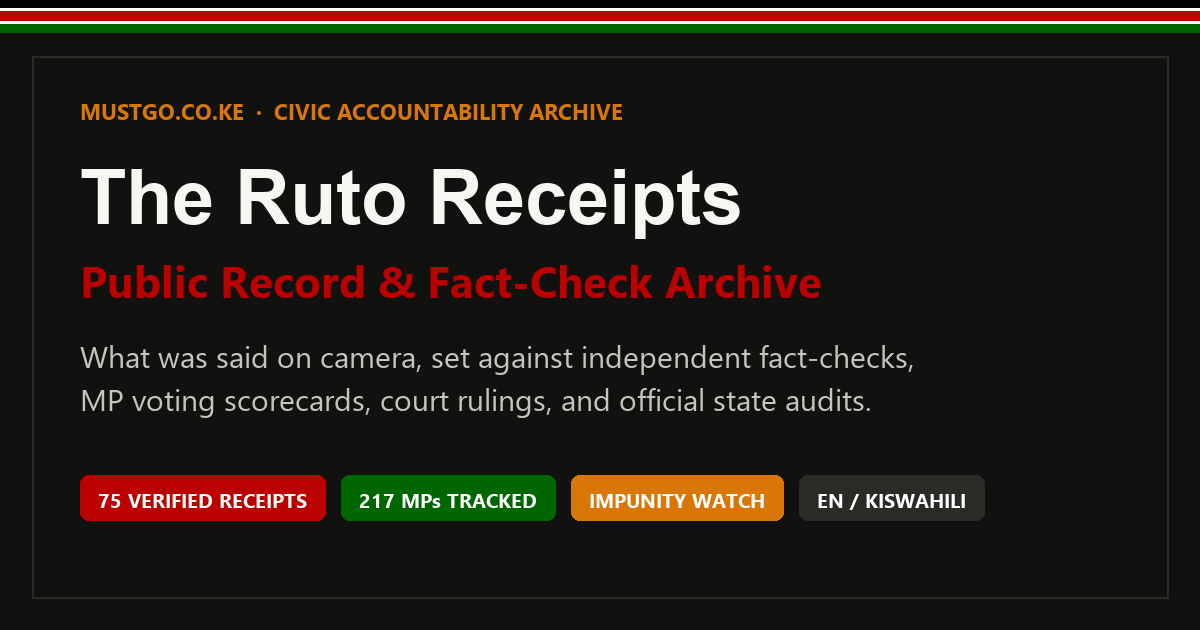 MUSTGO.CO.KE · CIVIC ACCOUNTABILITY ARCHIVE
The Ruto Receipts
Public Record & Fact-Check Archive
What was said on camera, set against independent fact-checks,
MP voting scorecards, court rulings, and official state audits.
75 VERIFIED RECEIPTS
217 MPs TRACKED
IMPUNITY WATCH
EN / KISWAHILI